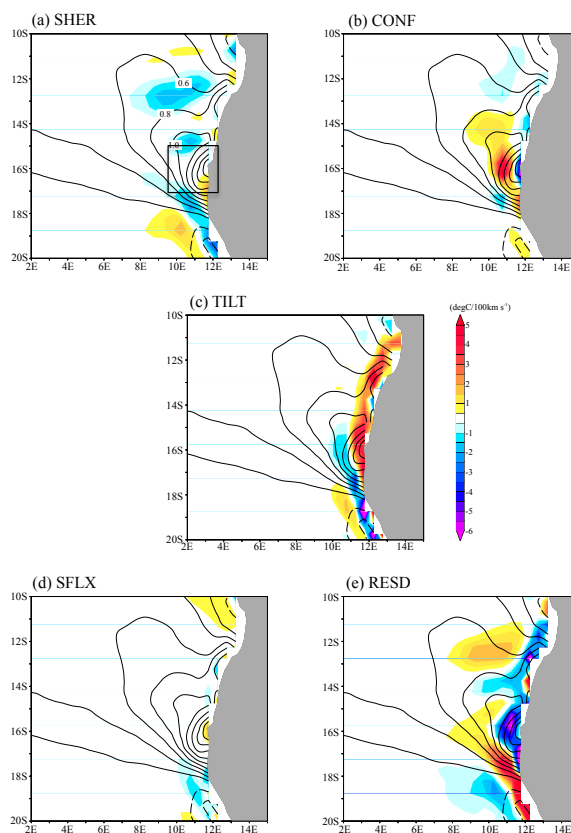 (a) SHER
(b) CONF
10S
12S
14S
16S
18S
20S
0.6
0.8
1.0
2E 4E 6E 8E 10E 12E 14E
10S
12S
14S
16S
18S
20S
2E 4E 6E 8E 10E 12E 14E
(c) TILT
10S
12S
14S
16S
18S
20S
2E 4E 6E 8E 10E 12E 14E
(degC/100km s⁻¹)
5
4
3
2
1
-1
-2
-3
-4
-5
-6
(d) SFLX
(e) RESD
10S
12S
14S
16S
18S
20S
2E 4E 6E 8E 10E 12E 14E
10S
12S
14S
16S
18S
20S
2E 4E 6E 8E 10E 12E 14E